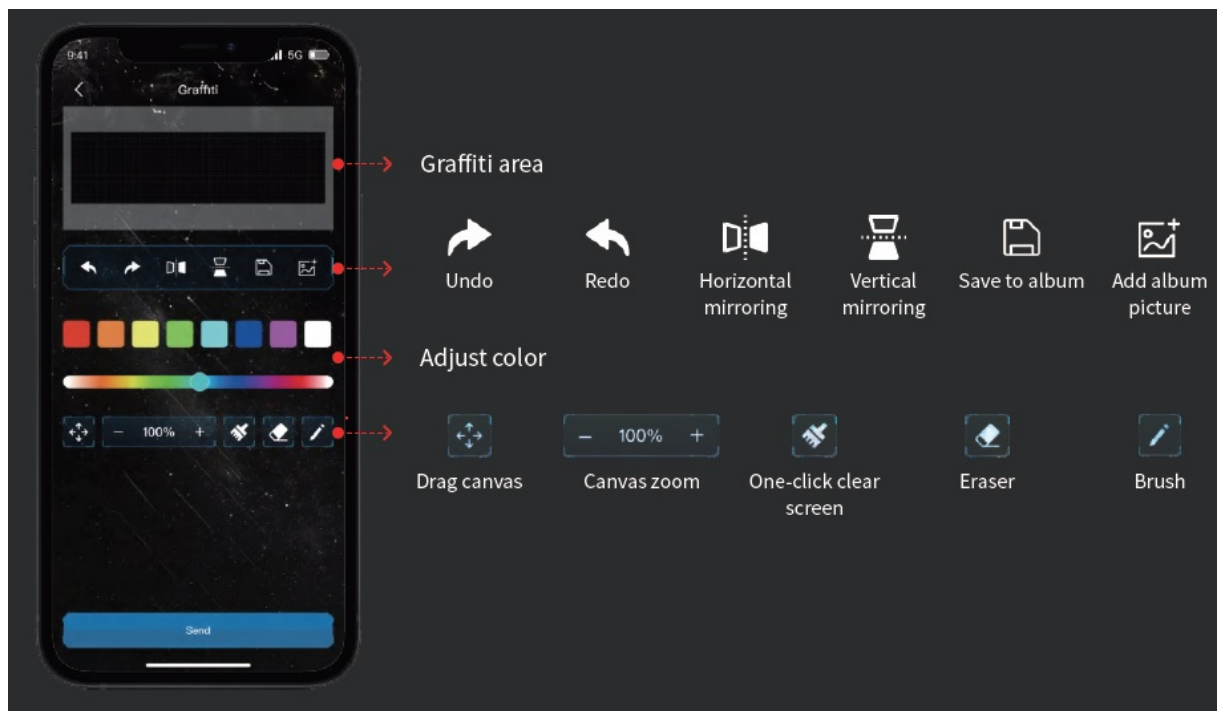 9:41
5G
Graffiti
Graffiti area
Undo
Redo
Horizontal
mirroring
Vertical
mirroring
Save to album
Add album
picture
Adjust color
100%
100%
Drag canvas
Canvas zoom
One-click clear
screen
Eraser
Brush
Send